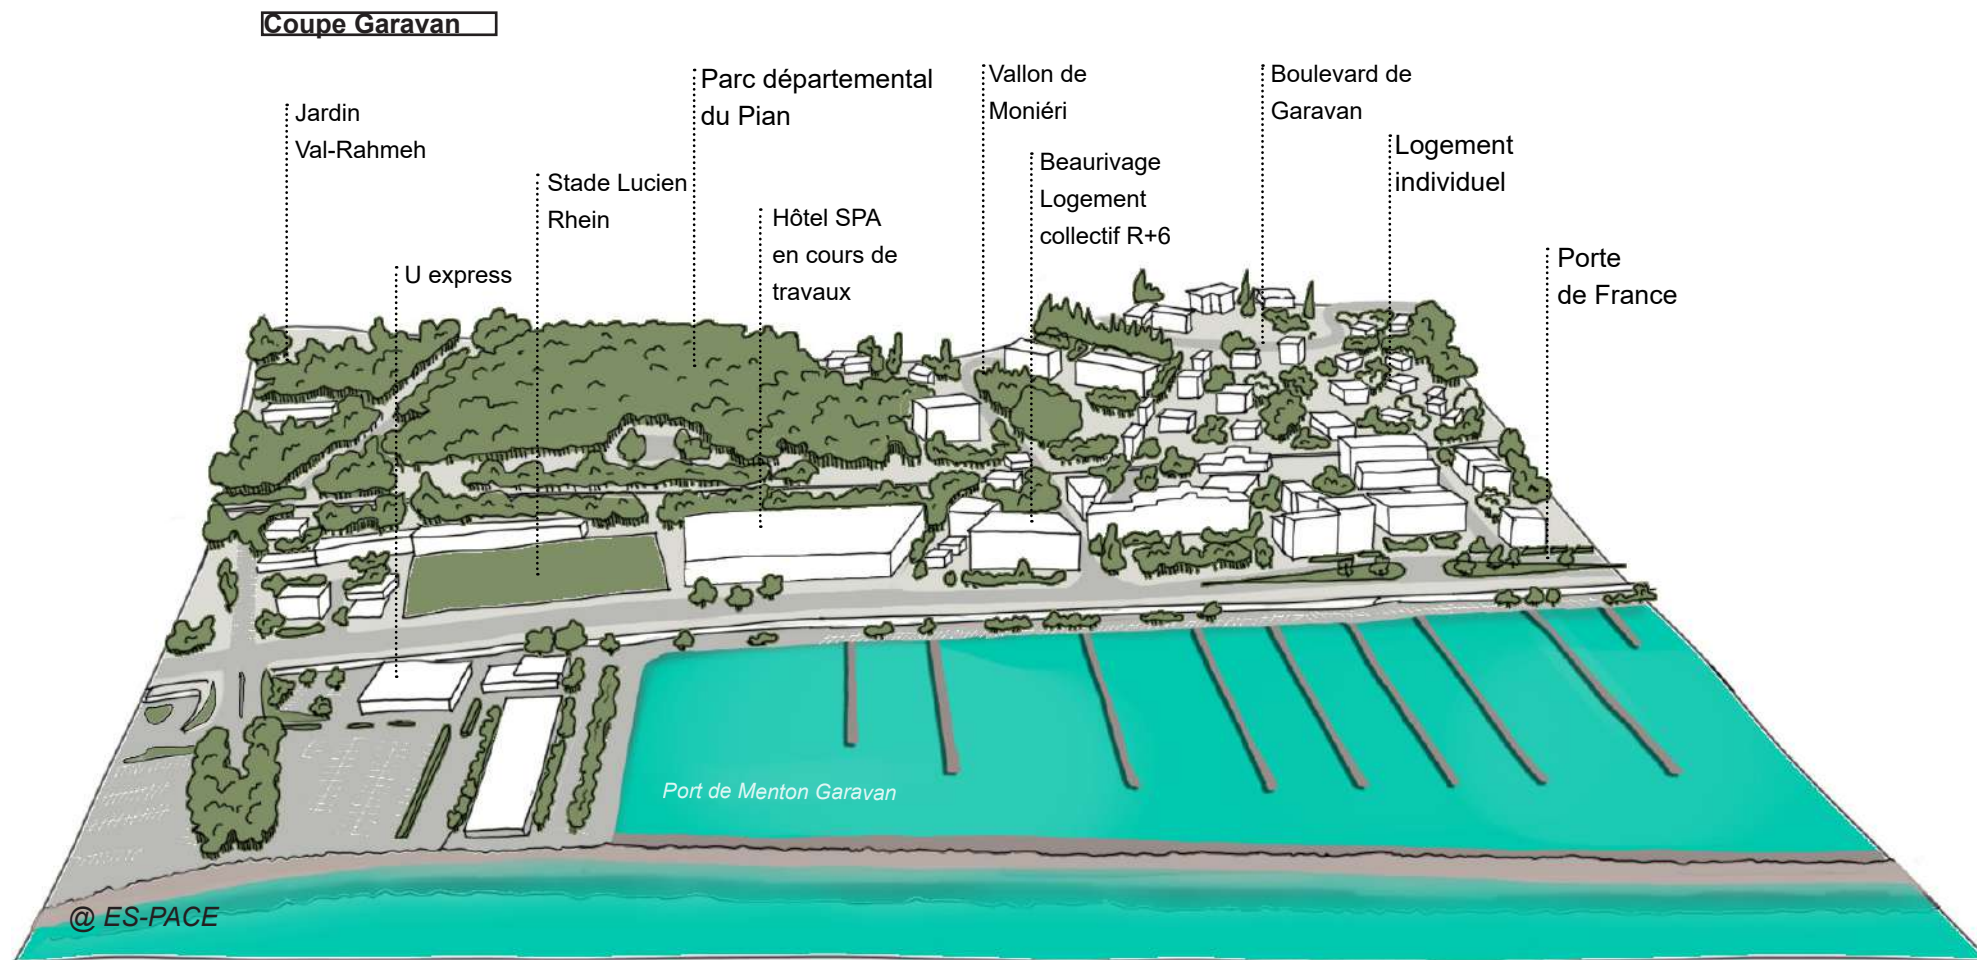 Coupe Garavan
Jardin
Val-Rahmeh
U express
Stade Lucien
Rhein
Parc départemental
du Pian
Hôtel SPA
en cours de
travaux
Vallon de
Moniéri
Beaurivage
Logement
collectif R+6
Boulevard de
Garavan
Logement
individuel
Porte
de France
Port de Menton Garavan
@ ES-PACE